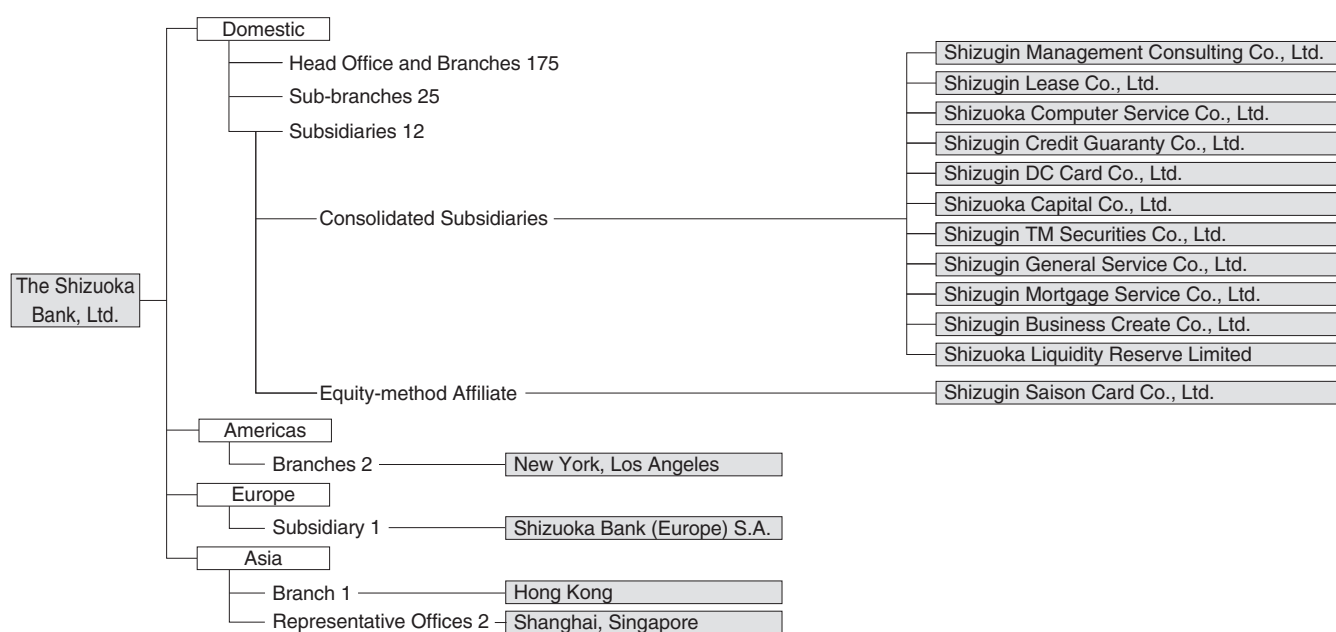 The Shizuoka
Bank, Ltd.
Domestic
Head Office and Branches 175
Sub-branches 25
Subsidiaries 12
Consolidated Subsidiaries
Shizugin Management Consulting Co., Ltd.
Shizugin Lease Co., Ltd.
Shizuoka Computer Service Co., Ltd.
Shizugin Credit Guaranty Co., Ltd.
Shizugin DC Card Co., Ltd.
Shizuoka Capital Co., Ltd.
Shizugin TM Securities Co., Ltd.
Shizugin General Service Co., Ltd.
Shizugin Mortgage Service Co., Ltd.
Shizugin Business Create Co., Ltd.
Shizuoka Liquidity Reserve Limited
Equity-method Affiliate
Shizugin Saison Card Co., Ltd.
Americas
Branches 2
New York, Los Angeles
Europe
Subsidiary 1
Shizuoka Bank (Europe) S.A.
Asia
Branch 1
Hong Kong
Representative Offices 2
Shanghai, Singapore